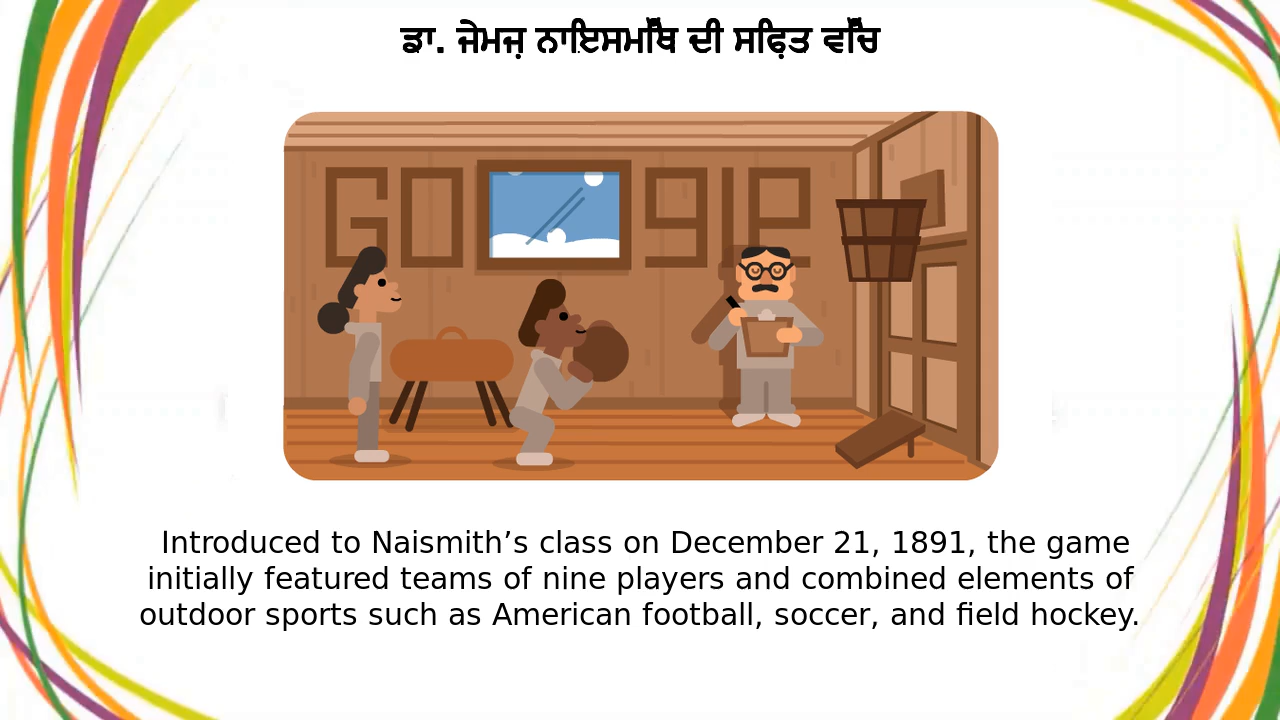 ਡਾ. ਜੇਮਜ਼ ਨਾਇਸਮਿੱਥ ਦੀ ਸਿਫ਼ਤ ਵਿੱਚ
GO
Introduced to Naismith’s class on December 21, 1891, the game
initially featured teams of nine players and combined elements of
outdoor sports such as American football, soccer, and field hockey.